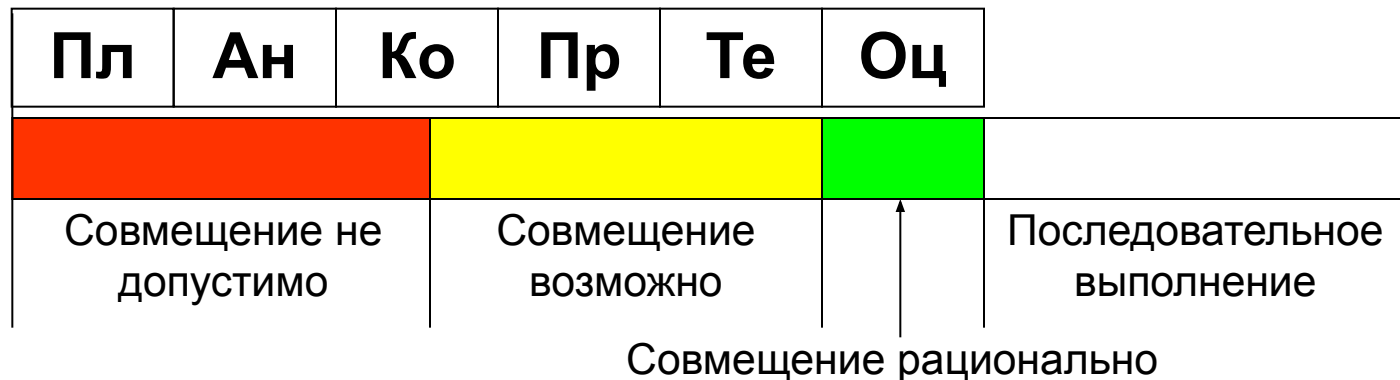 Пл Ан Ко Пр Те Оц
Совмещение не
допустимо
Совмещение
возможно
Последовательное
выполнение
Совмещение рационально